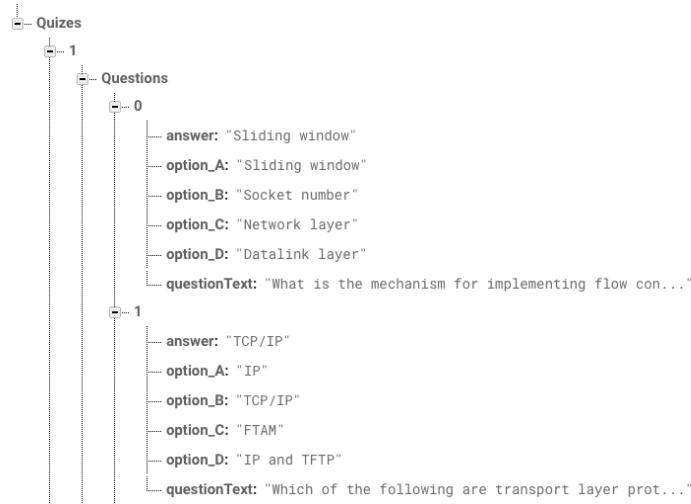 Quizes
1
Questions
0
answer: "Sliding window"
option_A: "Sliding window"
option_B: "Socket number"
option_C: "Network layer"
option_D: "Datalink layer"
questionText: "What is the mechanism for implementing flow con..."
1
answer: "TCP/IP"
option_A: "IP"
option_B: "TCP/IP"
option_C: "FTAM"
option_D: "IP and TFTP"
questionText: "Which of the following are transport layer prot..."